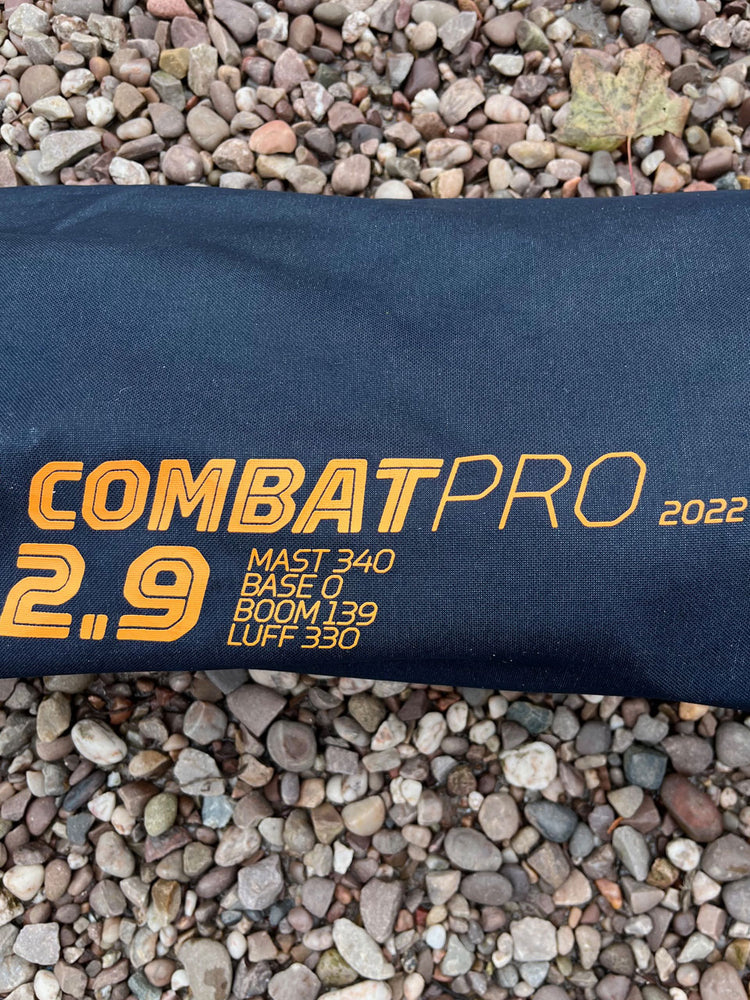 COMBATPRO 2022
2.9
MAST 340
BASE 0
BOOM 139
LUFF 330